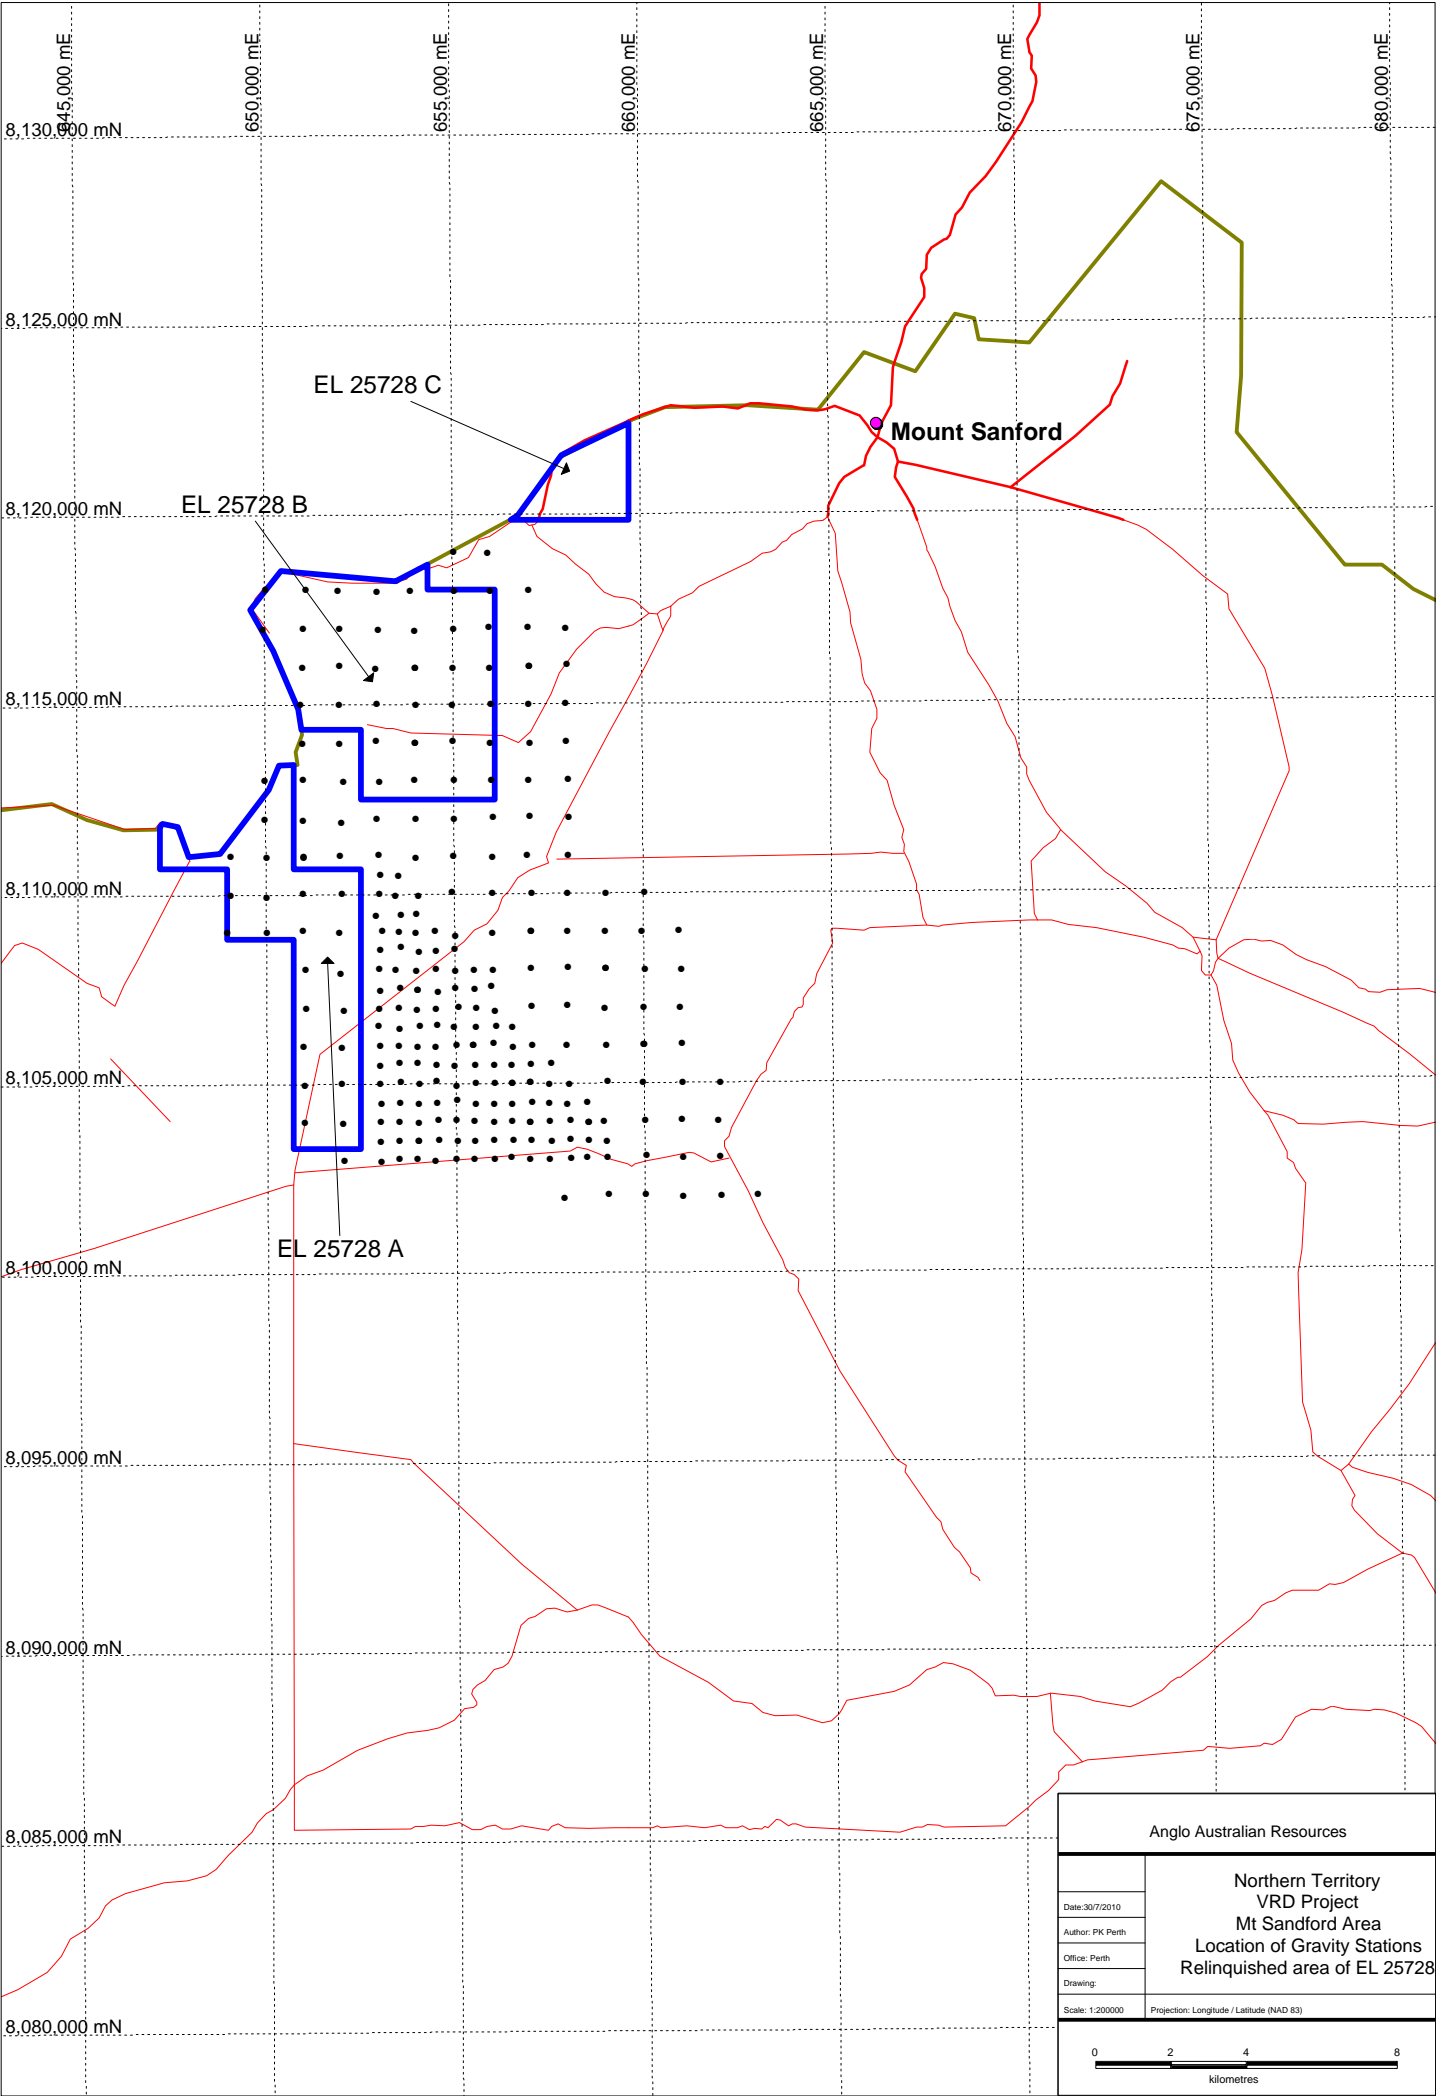 645,000 mE
650,000 mE
655,000 mE
660,000 mE
665,000 mE
670,000 mE
675,000 mE
680,000 mE
8,130,000 mN
8,125,000 mN
EL 25728 C
Mount Sanford
EL 25728 B
8,120,000 mN
8,115,000 mN
8,110,000 mN
8,105,000 mN
EL 25728 A
8,100,000 mN
8,095,000 mN
8,090,000 mN
8,085,000 mN
8,080,000 mN
Anglo Australian Resources
Northern Territory
VRD Project
Mt Sandford Area
Location of Gravity Stations
Relinquished area of EL 25728
Date:30/7/2010
Author: PK Perth
Office: Perth
Drawing:
Scale: 1:200000
Projection: Longitude / Latitude (NAD 83)
0 2 4 8
kilometres